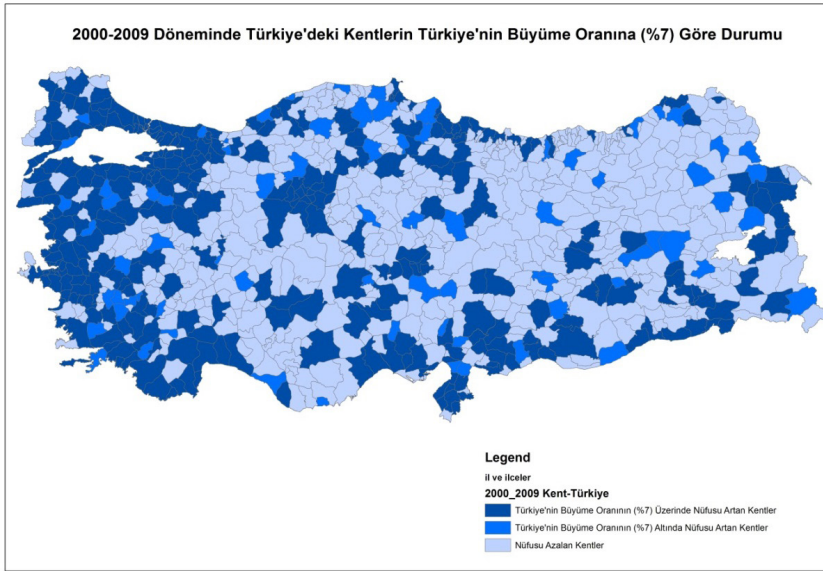 2000-2009 Döneminde Türkiye'deki Kentlerin Türkiye'nin Büyüme Oranına (%7) Göre Durumu
Legend
il ve ilceler
2000_2009 Kent-Türkiye
Türkiye'nin Büyüme Oranının (%7) Üzerinde Nüfusu Artan Kentler
Türkiye'nin Büyüme Oranının (%7) Altında Nüfusu Artan Kentler
Nüfusu Azalan Kentler